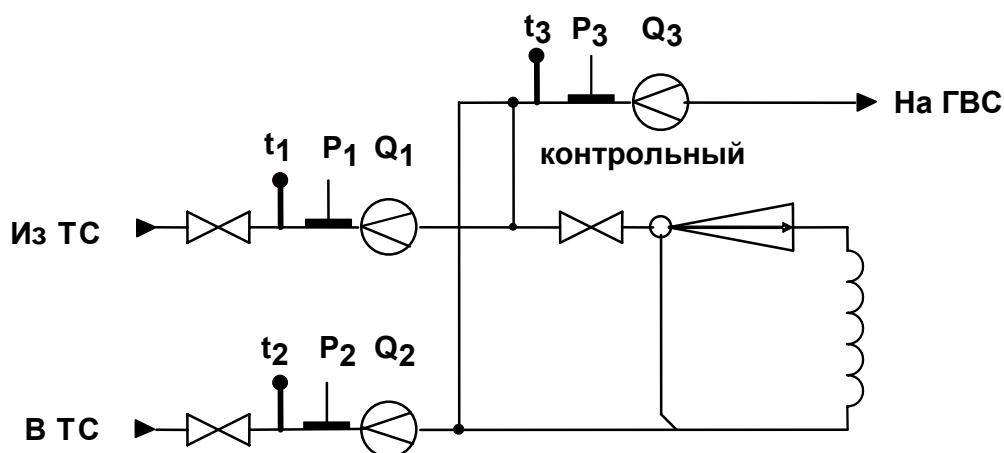 t3 P3 Q3
На ГВС
контрольный
t1 P1 Q1
Из ТС
t2 P2 Q2
В ТС